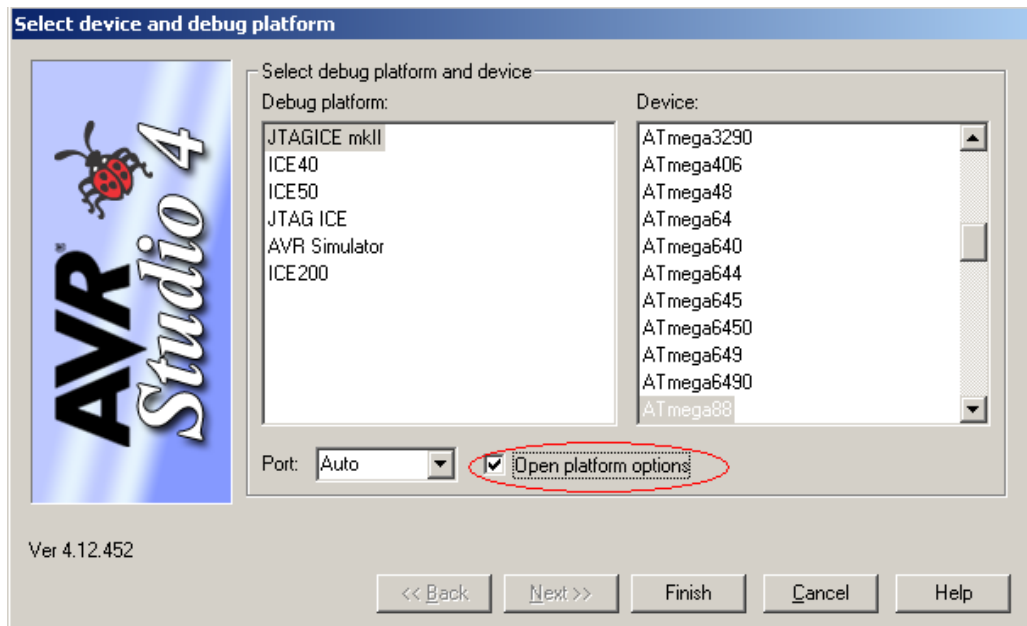 Select device and debug platform
Select debug platform and device
Debug platform:
JTAGICE mkII
ICE40
ICE50
JTAG ICE
AVR Simulator
ICE200
Device:
ATmega3290
ATmega406
ATmega48
ATmega64
ATmega640
ATmega644
ATmega645
ATmega6450
ATmega649
ATmega6490
ATmega88
AVR®
Studio 4
Port: Auto Open platform options
Ver 4.12.452
<< Back Next >> Finish Cancel Help